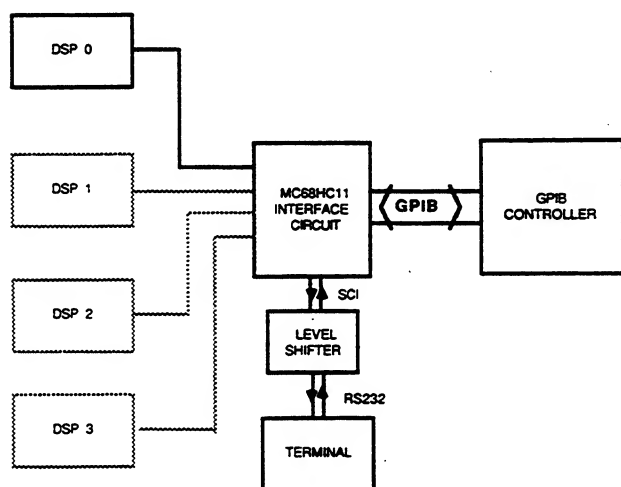 DSP 0
DSP 1
DSP 2
DSP 3
MC68HC11
INTERFACE
CIRCUIT
GPIB
GPIB
CONTROLLER
SCI
LEVEL
SHIFTER
RS232
TERMINAL